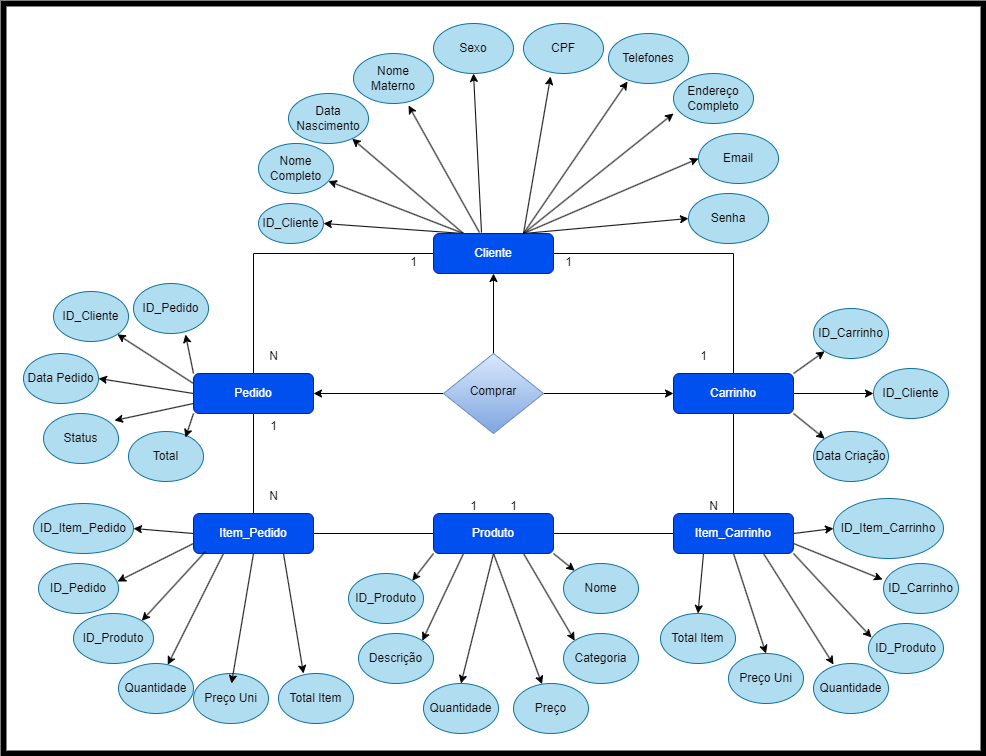 Sexo
CPF
Telefones
Nome
Materno
Endereço
Completo
Data
Nascimento
Nome
Completo
Email
ID_Cliente
Senha
Cliente
1
1
ID_Cliente
ID_Pedido
ID_Carrinho
N
1
Data Pedido
Pedido
Comprar
Carrinho
ID_Cliente
Status
1
Total
Data Criação
N
1
1
N
ID_Item_Pedido
Item_Pedido
Produto
Item_Carrinho
ID_Item_Carrinho
ID_Pedido
ID_Produto
Nome
ID_Carrinho
ID_Produto
Descrição
Categoria
Total Item
ID_Produto
Quantidade
Preço Uni
Total Item
Quantidade
Preço
Preço Uni
Quantidade